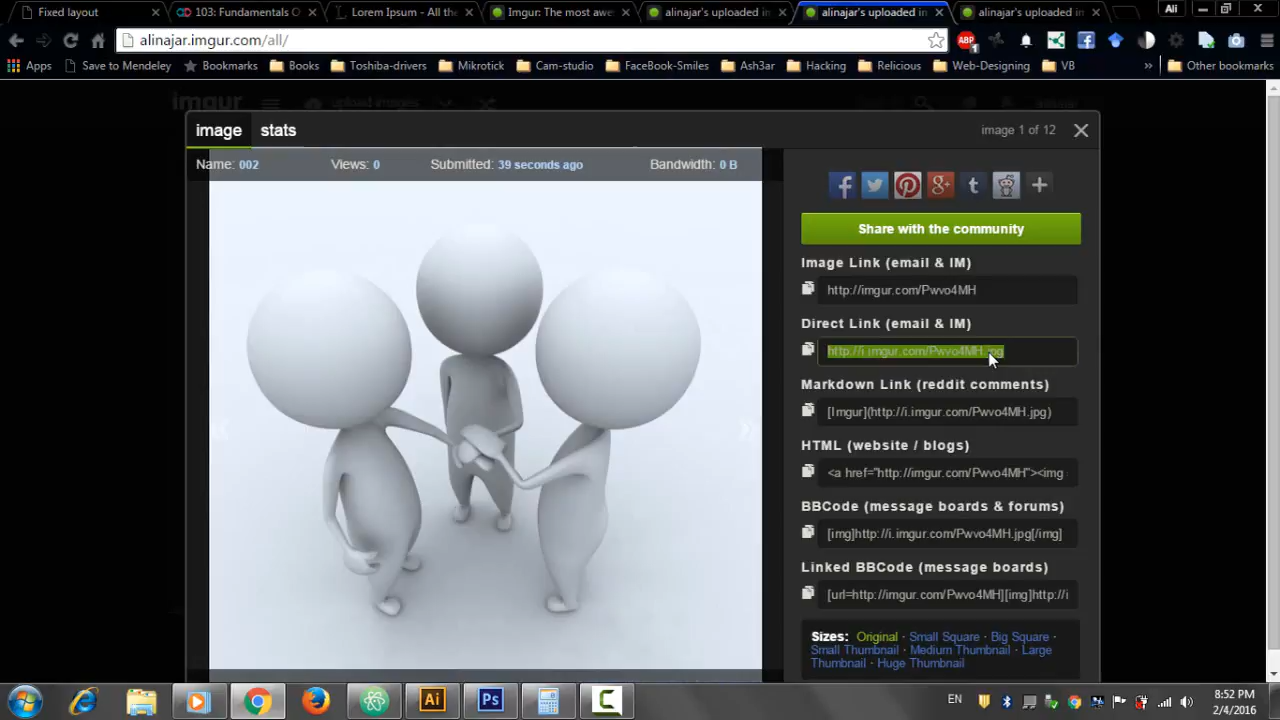 Fixed layout
103: Fundamentals O
Lorem Ipsum - All the
Imgur: The most awe
alinajar's uploaded in
alinajar's uploaded in
alinajar's uploaded in
Ali
alinajar.imgur.com/all/
ABP
1
Apps
Save to Mendeley
Bookmarks
Books
Toshiba-drivers
Mikrotick
Cam-studio
FaceBook-Smiles
Ash3ar
Hacking
Relicious
Web-Designing
VB
»
Other bookmarks
imgur
upload images
image
stats
image 1 of 12
Name: 002
Views: 0
Submitted: 39 seconds ago
Bandwidth: 0 B
Share with the community
Image Link (email & IM)
http://imgur.com/Pwvo4MH
Direct Link (email & IM)
http://i.imgur.com/Pwvo4MH.jpg
Markdown Link (reddit comments)
[Imgur](http://i.imgur.com/Pwvo4MH.jpg)
HTML (website / blogs)
<a href="http://imgur.com/Pwvo4MH"><img
BBCode (message boards & forums)
[img]http://i.imgur.com/Pwvo4MH.jpg[/img]
Linked BBCode (message boards)
[url=http://imgur.com/Pwvo4MH][img]http://i
Sizes: Original · Small Square · Big Square ·
Small Thumbnail · Medium Thumbnail · Large
Thumbnail · Huge Thumbnail
Ai
Ps
EN
8:52 PM
2/4/2016